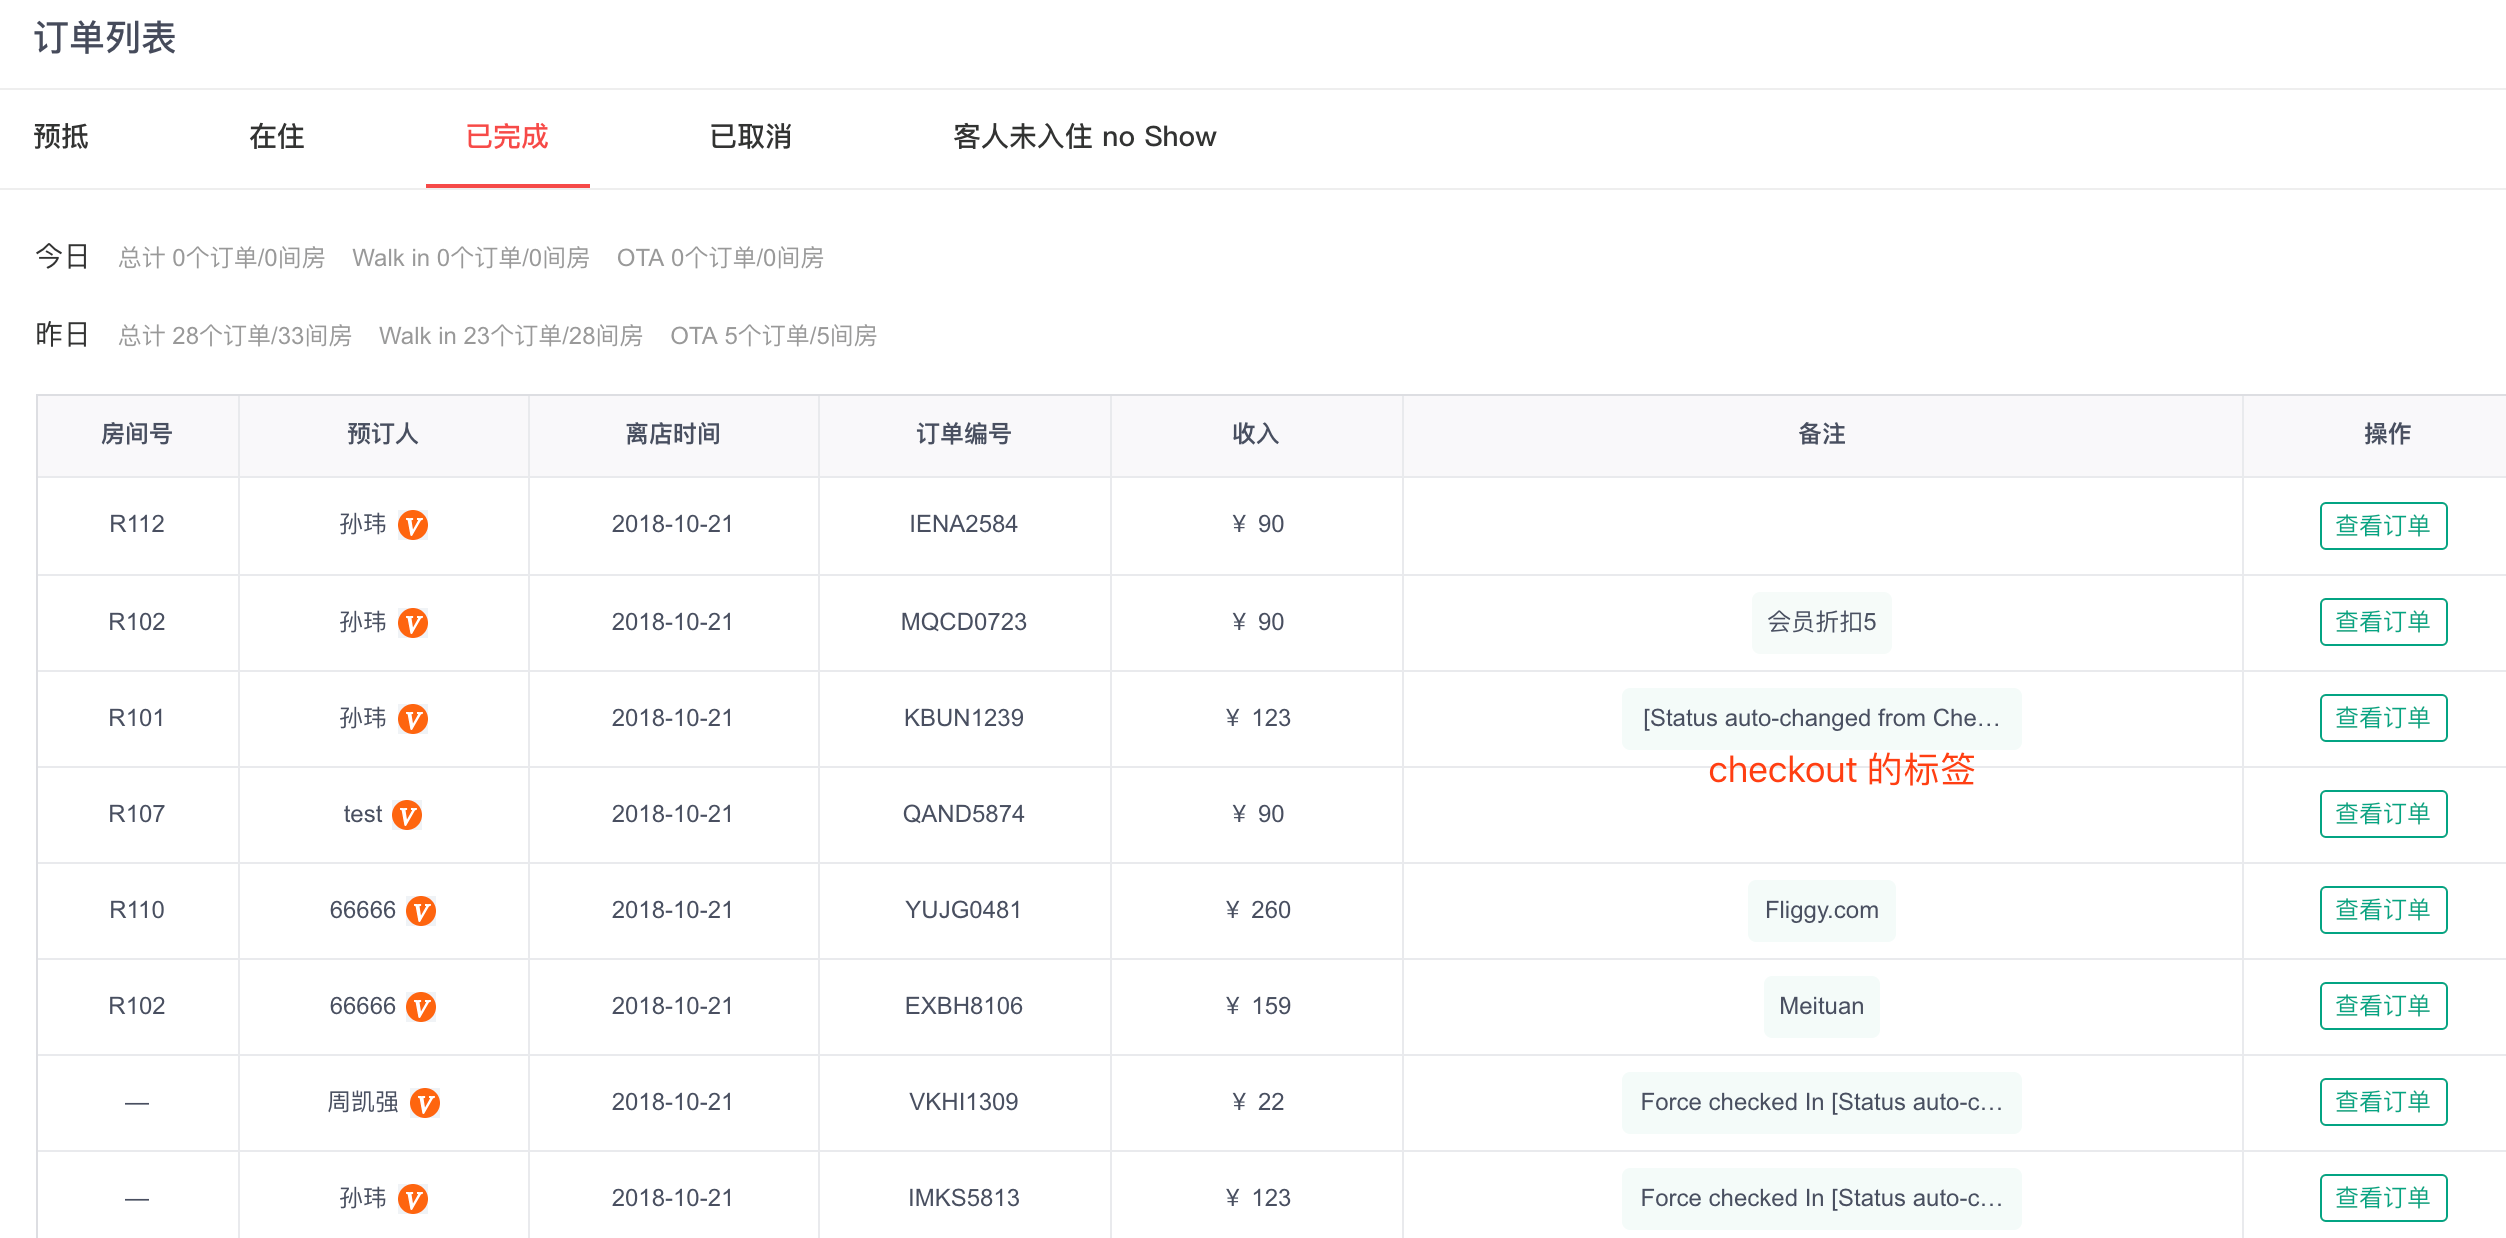 订单列表
预抵 在住 已完成 已取消 客人未入住 no Show
今日 总计 0个订单/0间房 Walk in 0个订单/0间房 OTA 0个订单/0间房
昨日 总计 28个订单/33间房 Walk in 23个订单/28间房 OTA 5个订单/5间房
房间号 预订人 离店时间 订单编号 收入 备注 操作
R112 孙玮 V 2018-10-21 IENA2584 ¥ 90 查看订单
R102 孙玮 V 2018-10-21 MQCD0723 ¥ 90 会员折扣5 查看订单
R101 孙玮 V 2018-10-21 KBUN1239 ¥ 123 [Status auto-changed from Che... 查看订单
checkout 的标签
R107 test V 2018-10-21 QAND5874 ¥ 90 查看订单
R110 66666 V 2018-10-21 YUJG0481 ¥ 260 Fliggy.com 查看订单
R102 66666 V 2018-10-21 EXBH8106 ¥ 159 Meituan 查看订单
— 周凯强 V 2018-10-21 VKHI1309 ¥ 22 Force checked In [Status auto-c... 查看订单
— 孙玮 V 2018-10-21 IMKS5813 ¥ 123 Force checked In [Status auto-c... 查看订单